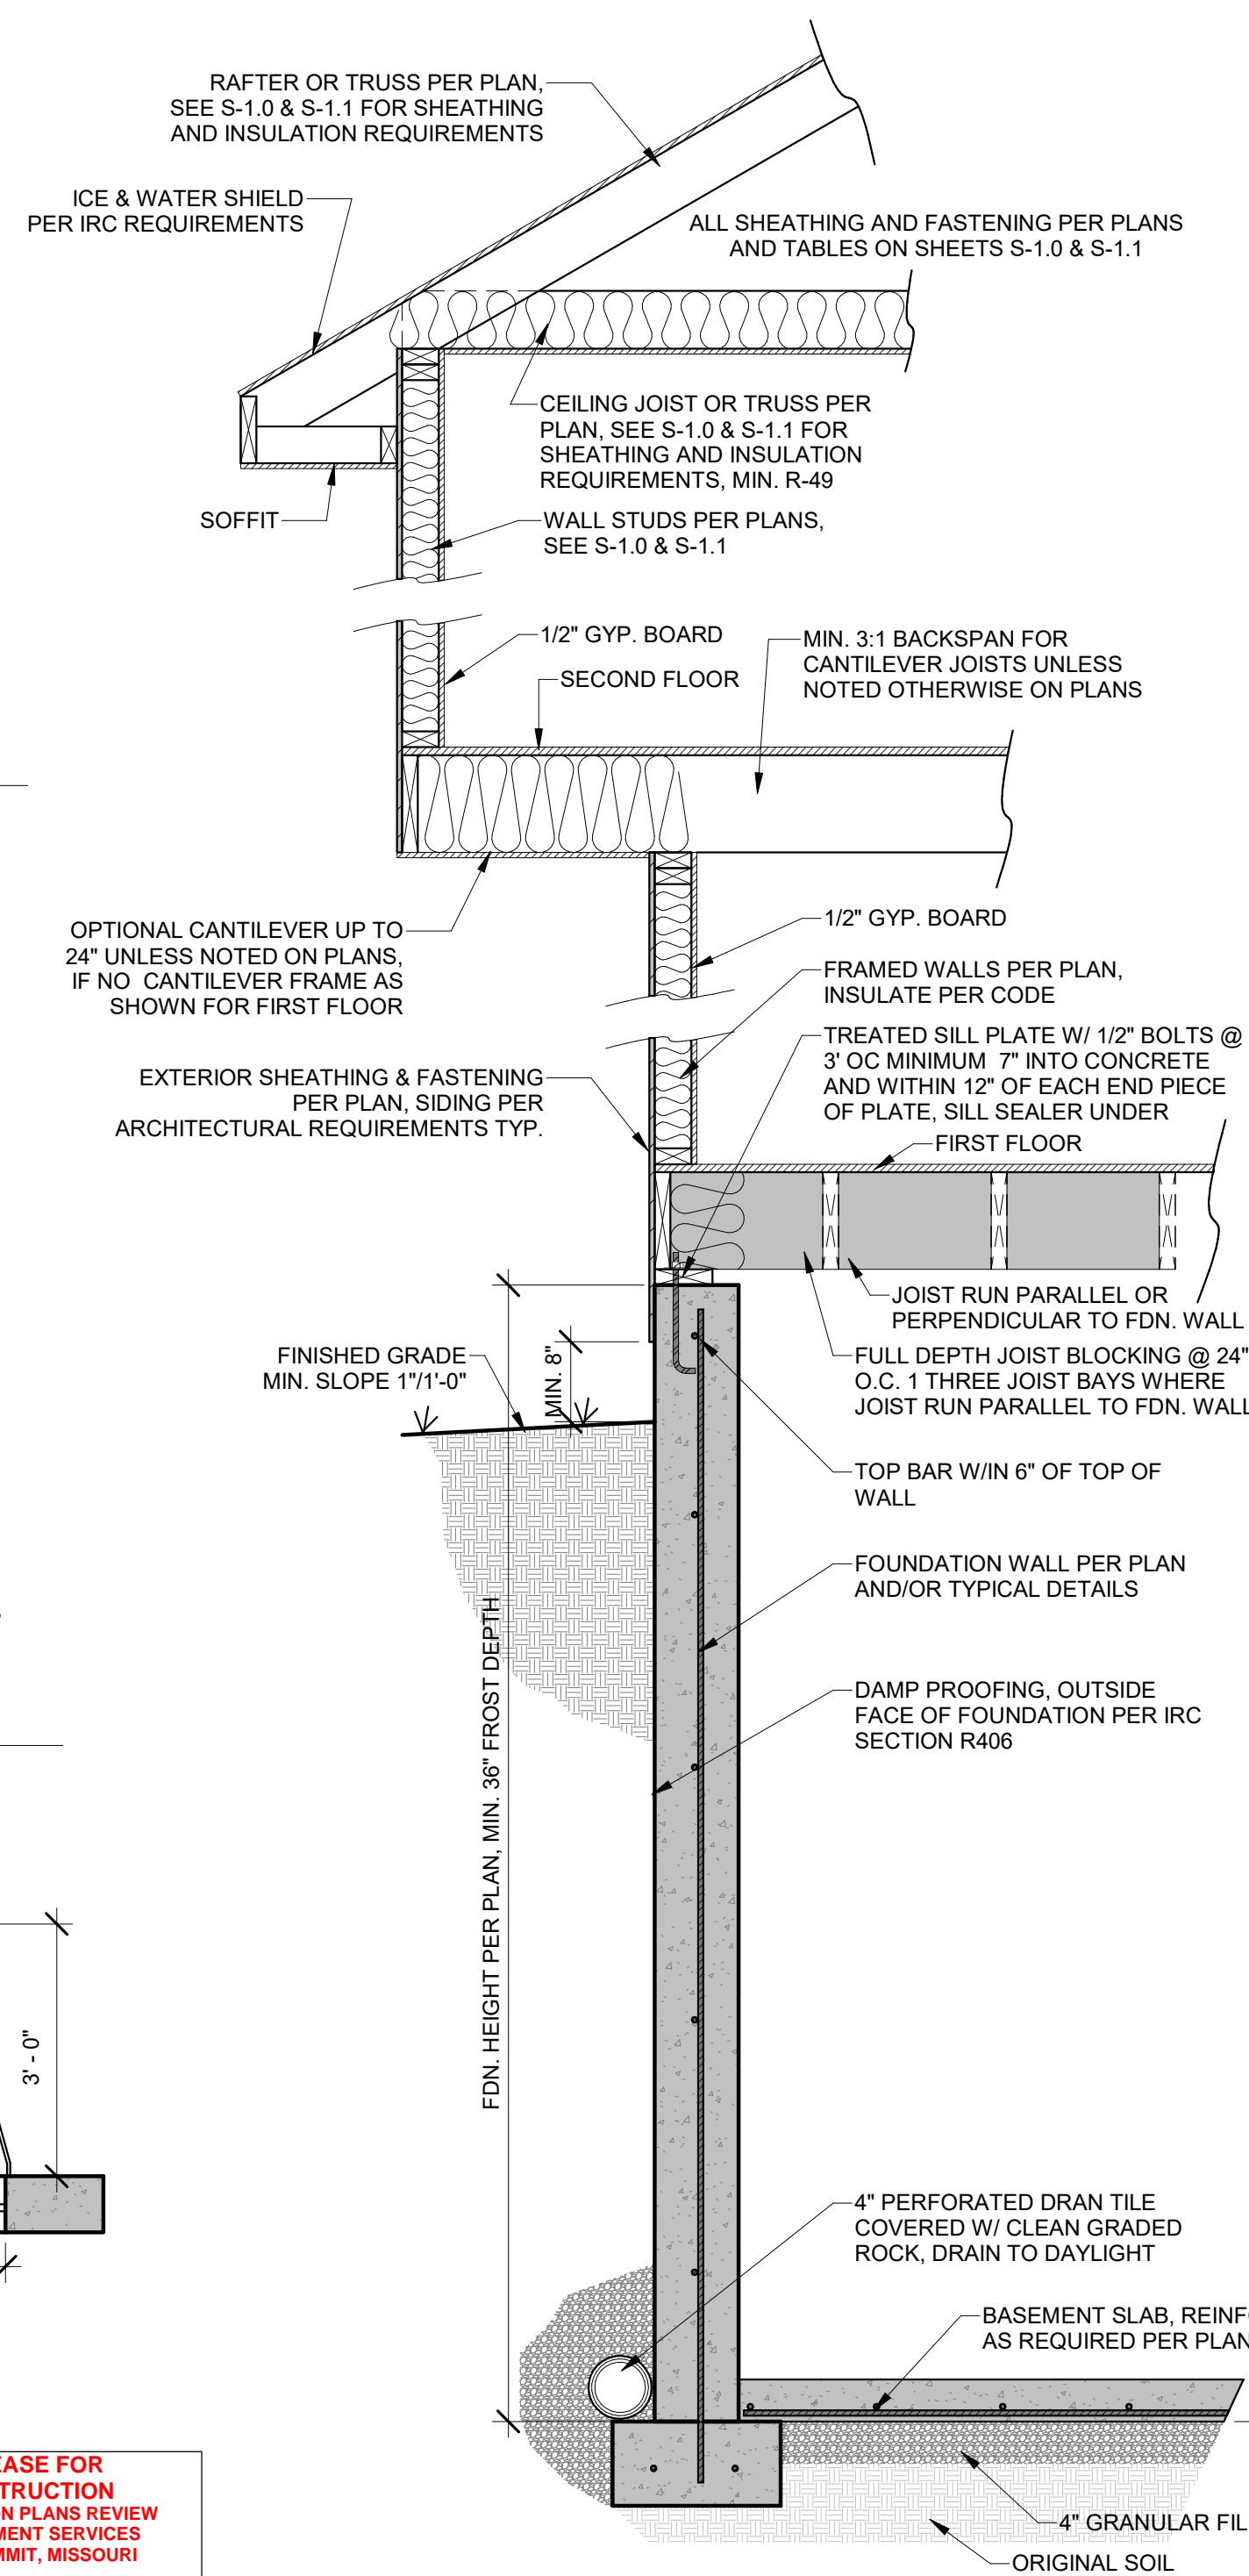 RAFTER OR TRUSS PER PLAN,
SEE S-1.0 & S-1.1 FOR SHEATHING
AND INSULATION REQUIREMENTS
ICE & WATER SHIELD
PER IRC REQUIREMENTS
ALL SHEATHING AND FASTENING PER PLANS
AND TABLES ON SHEETS S-1.0 & S-1.1
CEILING JOIST OR TRUSS PER
PLAN, SEE S-1.0 & S-1.1 FOR
SHEATHING AND INSULATION
REQUIREMENTS, MIN. R-49
SOFFIT
WALL STUDS PER PLANS,
SEE S-1.0 & S-1.1
1/2" GYP. BOARD
SECOND FLOOR
MIN. 3:1 BACKSPAN FOR
CANTILEVER JOISTS UNLESS
NOTED OTHERWISE ON PLANS
OPTIONAL CANTILEVER UP TO
24" UNLESS NOTED ON PLANS,
IF NO CANTILEVER FRAME AS
SHOWN FOR FIRST FLOOR
1/2" GYP. BOARD
FRAMED WALLS PER PLAN,
INSULATE PER CODE
TREATED SILL PLATE W/ 1/2" BOLTS @
3' OC MINIMUM 7" INTO CONCRETE
AND WITHIN 12" OF EACH END PIECE
OF PLATE, SILL SEALER UNDER
EXTERIOR SHEATHING & FASTENING
PER PLAN, SIDING PER
ARCHITECTURAL REQUIREMENTS TYP.
FIRST FLOOR
JOIST RUN PARALLEL OR
PERPENDICULAR TO FDN. WALL
FINISHED GRADE
MIN. SLOPE 1"/1'-0"
MIN. 8"
FULL DEPTH JOIST BLOCKING @ 24"
O.C. 1 THREE JOIST BAYS WHERE
JOIST RUN PARALLEL TO FDN. WALL
TOP BAR W/IN 6" OF TOP OF
WALL
FOUNDATION WALL PER PLAN
AND/OR TYPICAL DETAILS
FDN. HEIGHT PER PLAN, MIN. 36" FROST DEPTH
DAMP PROOFING, OUTSIDE
FACE OF FOUNDATION PER IRC
SECTION R406
3' - 0"
4" PERFORATED DRAN TILE
COVERED W/ CLEAN GRADED
ROCK, DRAIN TO DAYLIGHT
BASEMENT SLAB, REINF
AS REQUIRED PER PLAN
4" GRANULAR FIL
ORIGINAL SOIL
EASE FOR
TRUCTION
ON PLANS REVIEW
MENT SERVICES
MMIT, MISSOURI